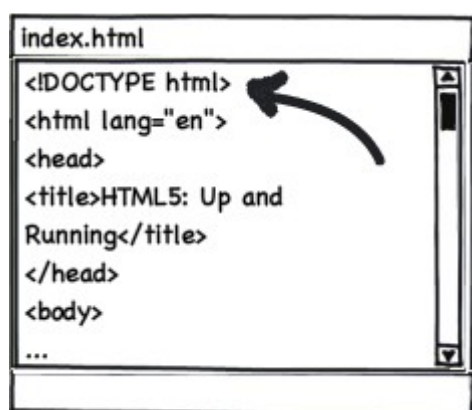 index.html
<!DOCTYPE html>
<html lang="en">
<head>
<title>HTML5: Up and
Running</title>
</head>
<body>
...